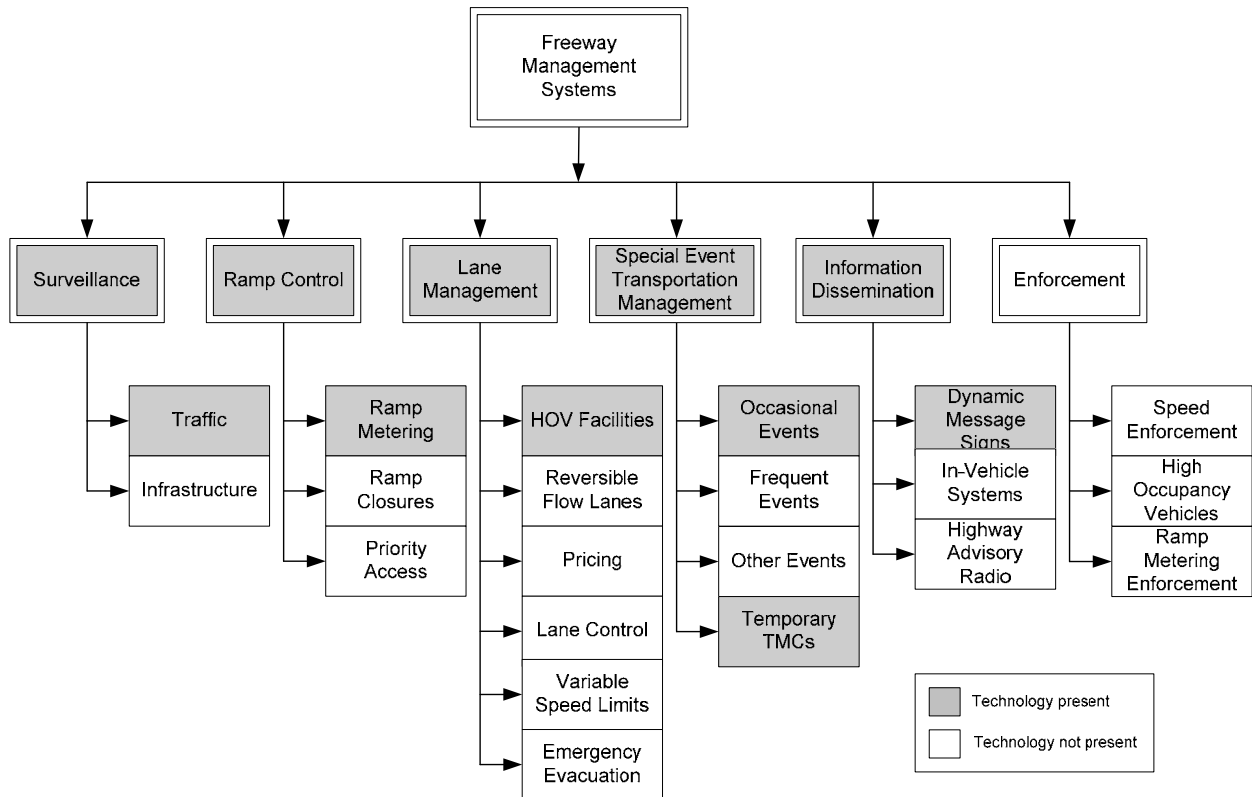 Freeway
Management
Systems
Surveillance
Ramp Control
Lane
Management
Special Event
Transportation
Management
Information
Dissemination
Enforcement
Traffic
Infrastructure
Ramp
Metering
Ramp
Closures
Priority
Access
HOV Facilities
Reversible
Flow Lanes
Pricing
Lane Control
Variable
Speed Limits
Emergency
Evacuation
Occasional
Events
Frequent
Events
Other Events
Temporary
TMCs
Dynamic
Message
Signs
In-Vehicle
Systems
Highway
Advisory
Radio
Speed
Enforcement
High
Occupancy
Vehicles
Ramp
Metering
Enforcement
Technology present
Technology not present